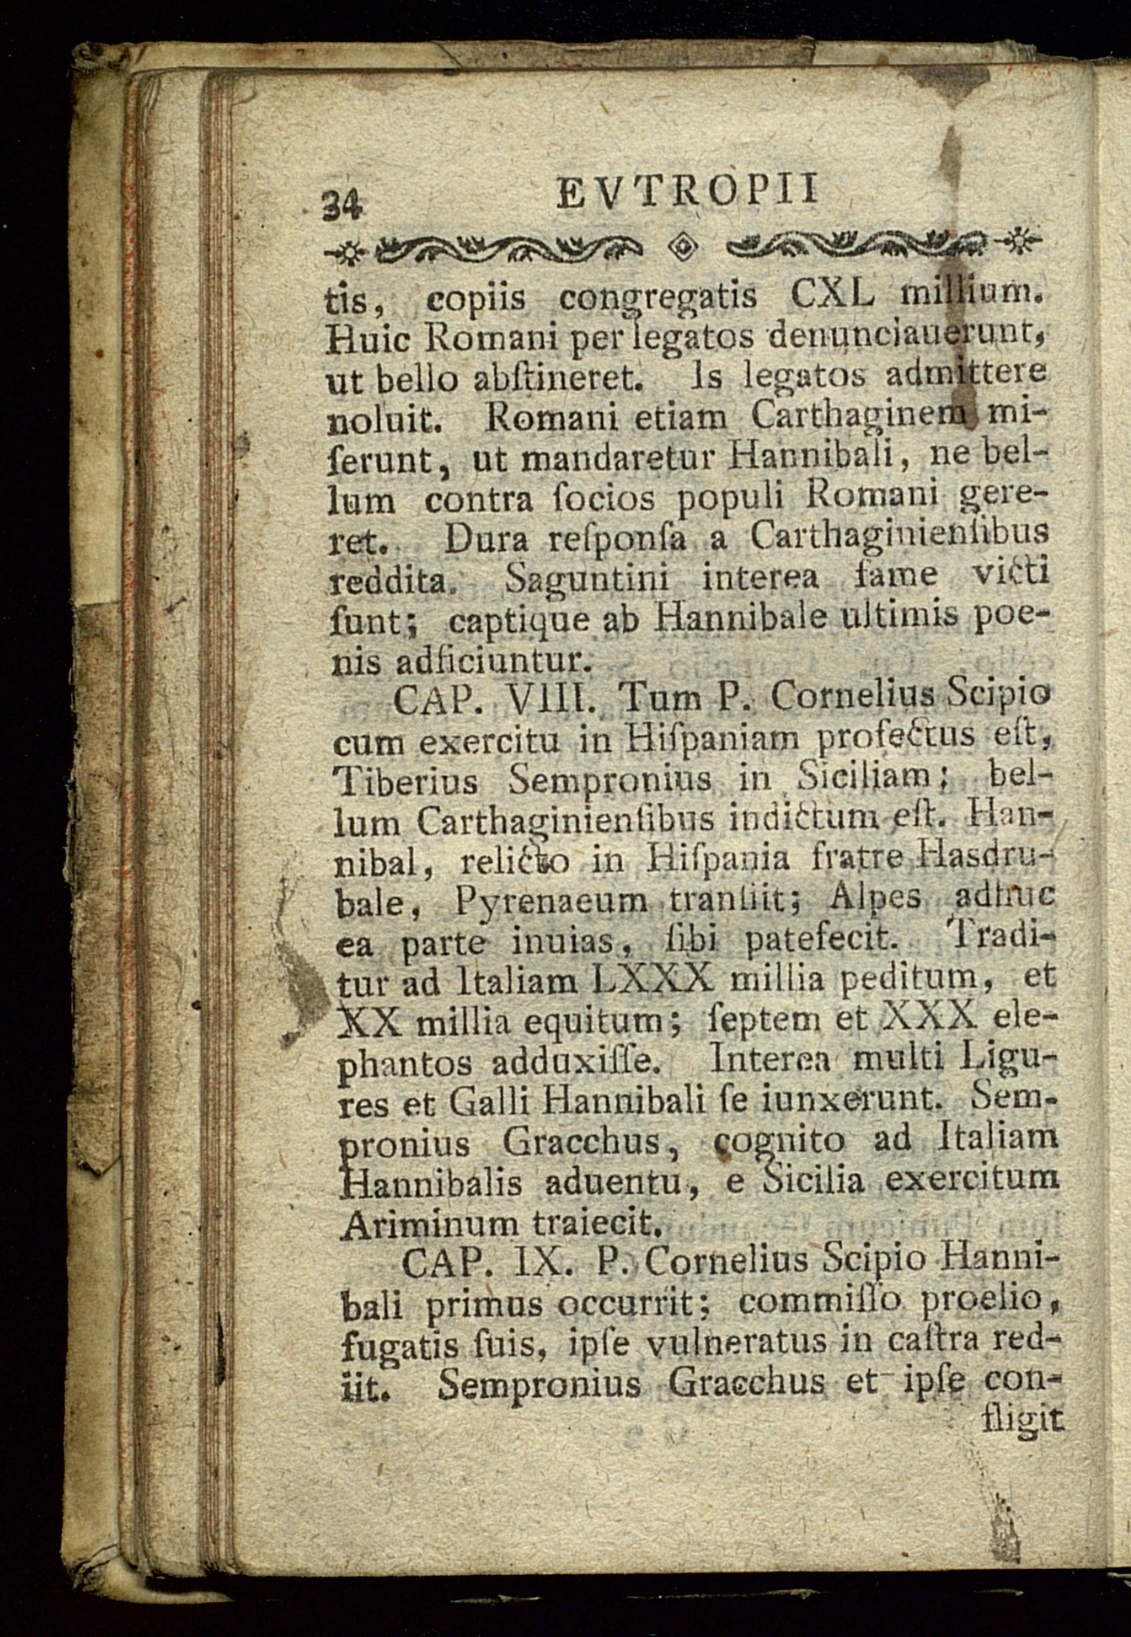 34
EVTROPII
tis, copiis congregatis CXL millium.
Huic Romani per legatos denunciauerunt,
ut bello abſtineret. Is legatos admittere
noluit. Romani etiam Carthaginem mi-
ſerunt, ut mandaretur Hannibali, ne bel-
lum contra ſocios populi Romani gere-
ret. Dura reſponſa a Carthaginienſibus
reddita. Saguntini interea fame victi
ſunt; captique ab Hannibale ultimis poe-
nis adficiuntur.
CAP. VIII. Tum P. Cornelius Scipio
cum exercitu in Hiſpaniam profectus eſt,
Tiberius Sempronius in Siciliam; bel-
lum Carthaginienſibus indictum eſt. Han-
nibal, relicto in Hiſpania fratre Hasdru-
bale, Pyrenaeum tranſiit; Alpes adhuc
ea parte inuias, ſibi patefecit. Tradi-
tur ad Italiam LXXX millia peditum, et
XX millia equitum; ſeptem et XXX ele-
phantos adduxiſſe. Interea multi Ligu-
res et Galli Hannibali ſe iunxerunt. Sem-
pronius Gracchus, cognito ad Italiam
Hannibalis aduentu, e Sicilia exercitum
Ariminum traiecit.
CAP. IX. P. Cornelius Scipio Hanni-
bali primus occurrit; commiſſo proelio,
fugatis ſuis, ipſe vulneratus in caſtra red-
iit. Sempronius Gracchus et ipſe con-
fligit